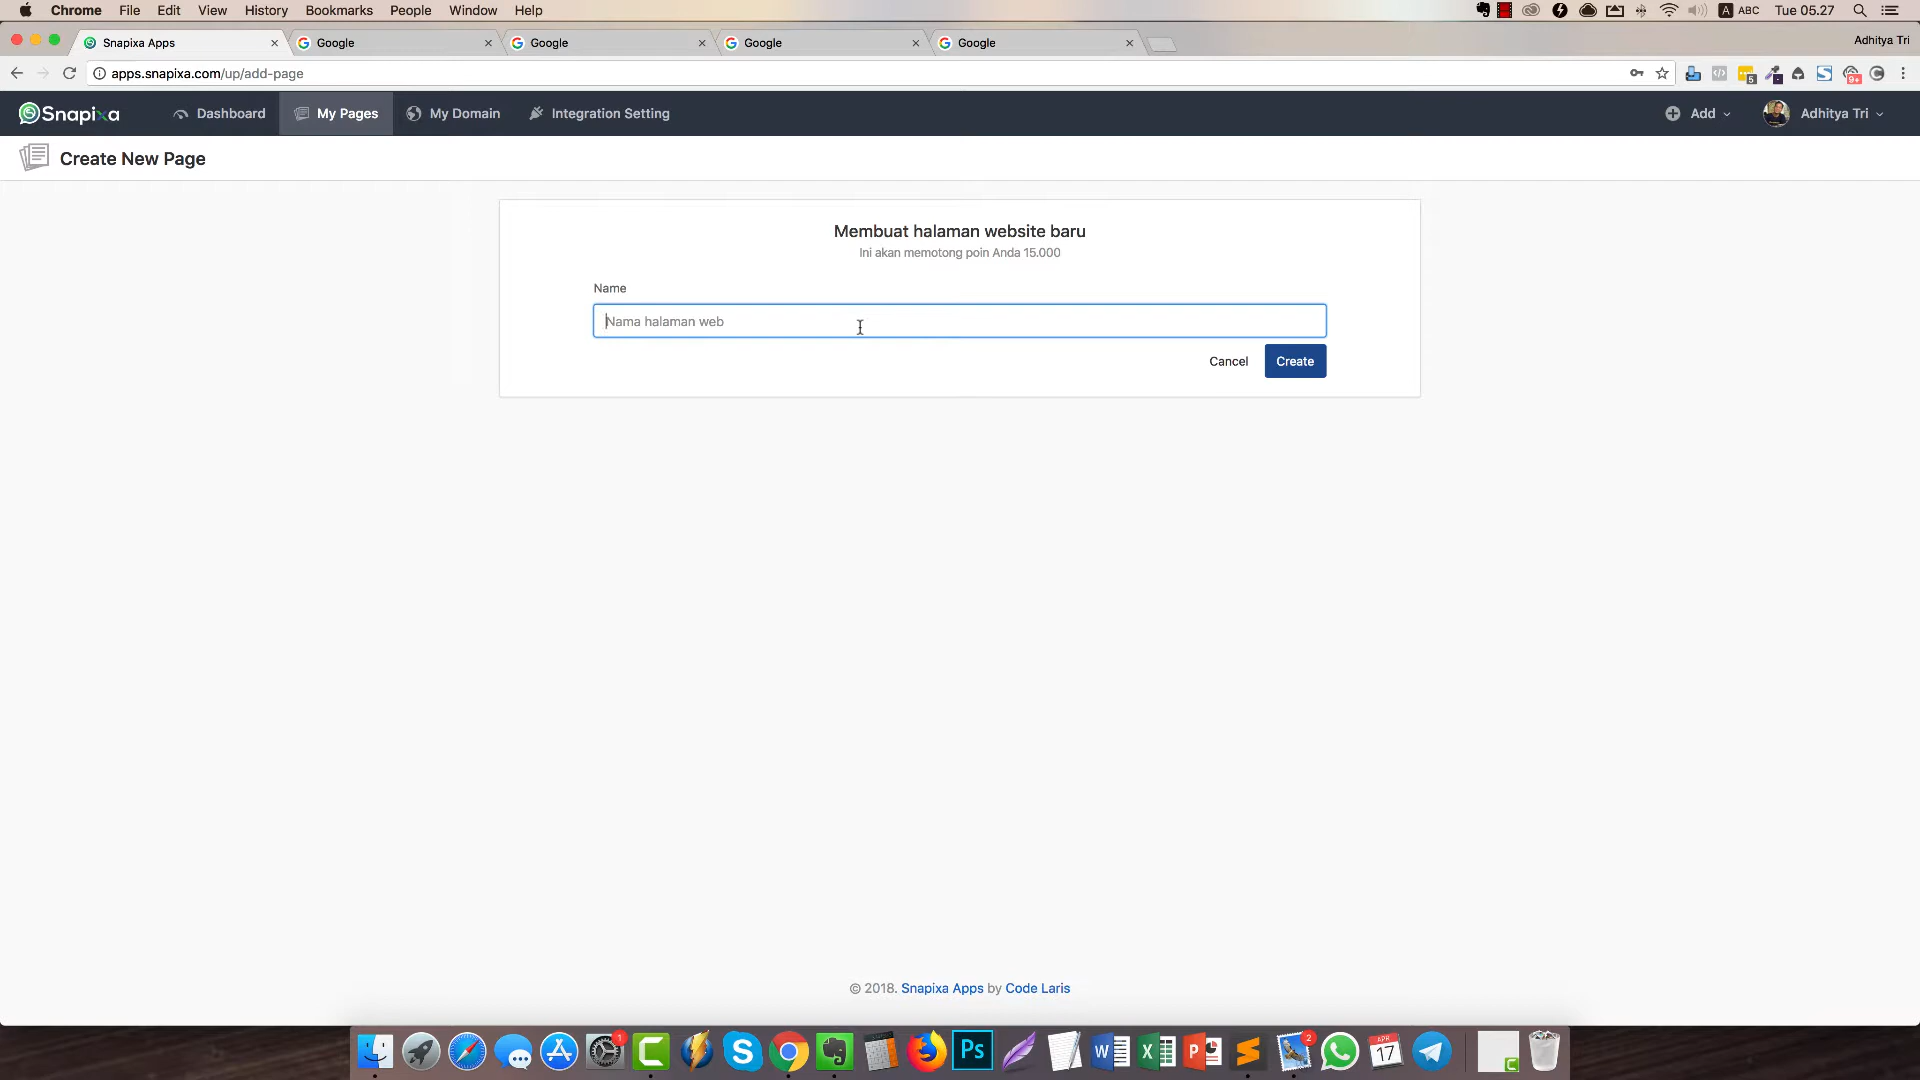 Chrome File Edit View History Bookmarks People Window Help ABC Tue 05.27
Snapixa Apps Google Google Google Google Adhitya Tri
apps.snapixa.com/up/add-page
Snapixa Dashboard My Pages My Domain Integration Setting Add Adhitya Tri
Create New Page
Membuat halaman website baru
Ini akan memotong poin Anda 15.000
Name
Nama halaman web
Cancel Create
© 2018. Snapixa Apps by Code Laris